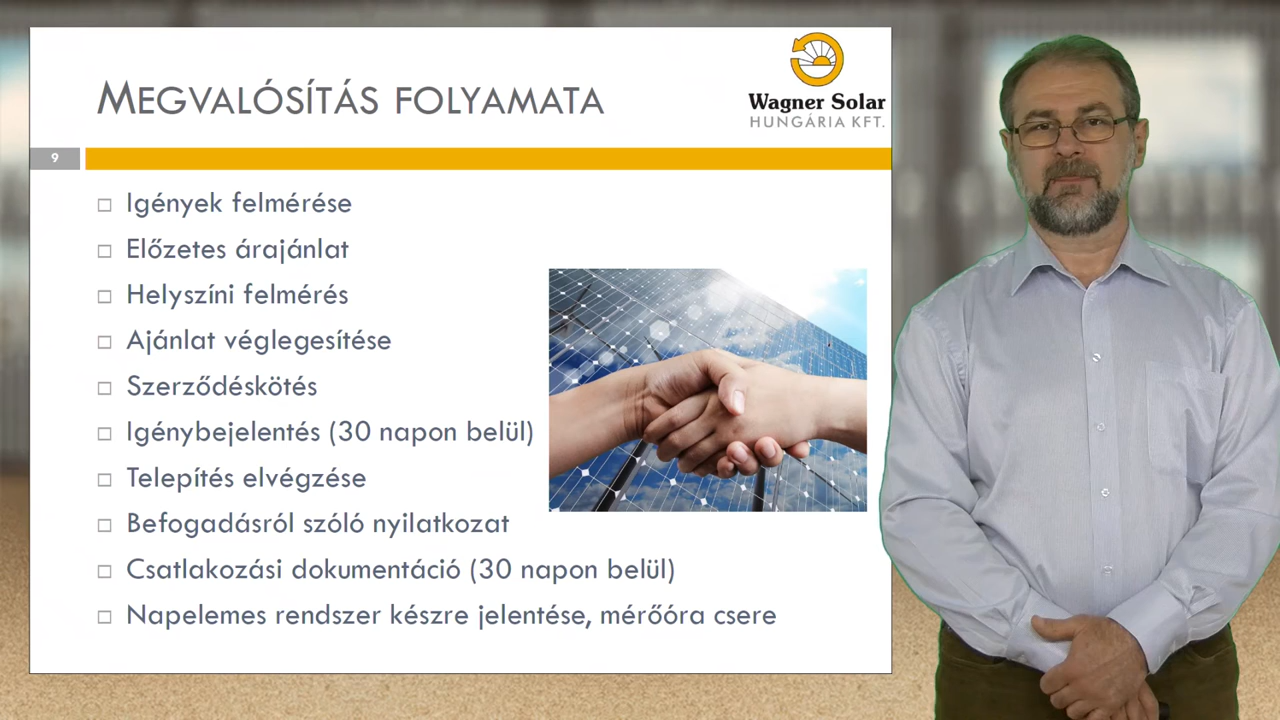 MEGVALÓSÍTÁS FOLYAMATA
Wagner Solar
HUNGÁRIA KFT.
9
Igények felmérése
Előzetes árajánlat
Helyszíni felmérés
Ajánlat véglegesítése
Szerződéskötés
Igénybejelentés (30 napon belül)
Telepítés elvégzése
Befogadásról szóló nyilatkozat
Csatlakozási dokumentáció (30 napon belül)
Napelemes rendszer készre jelentése, mérőóra csere